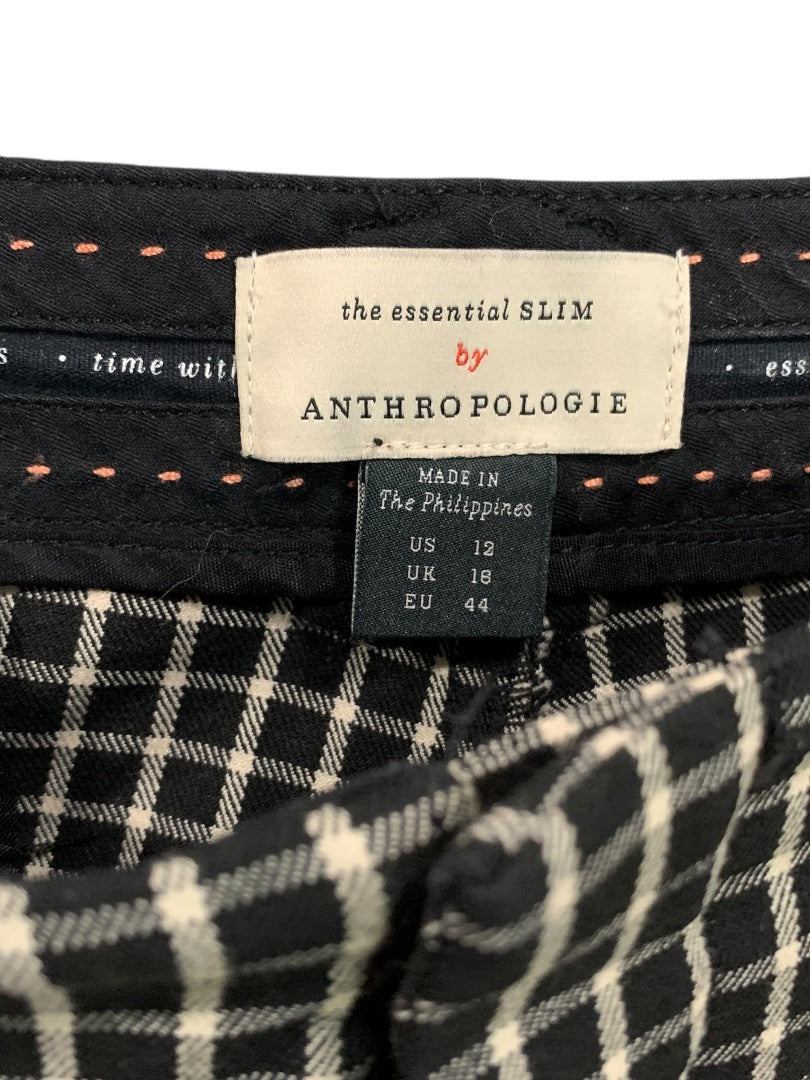 the essential SLIM
by
ANTHROPOLOGIE
s • time with • ess
MADE IN
The Philippines
US 12
UK 16
EU 44